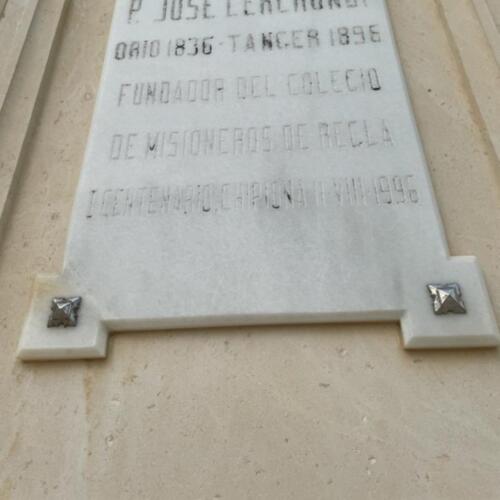 P. JOSE LERCHUNDI
ORIO 1836 - TANGER 1896
FUNDADOR DEL COLEGIO
DE MISIONEROS DE REGLA
I CENTENARIO. CHIPIONA 11-VIII-1996